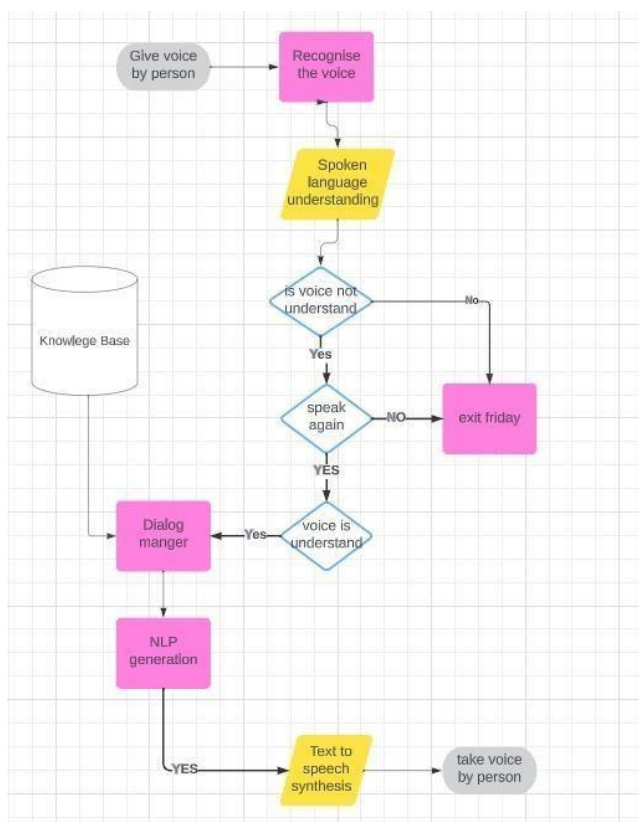 Give voice
by person
Recognise
the voice
Spoken
language
understanding
is voice not
understand
No
Yes
Knowlege Base
speak
again
NO
exit friday
YES
voice is
understand
Yes
Dialog
manger
NLP
generation
YES
Text to
speech
synthesis
take voice
by person